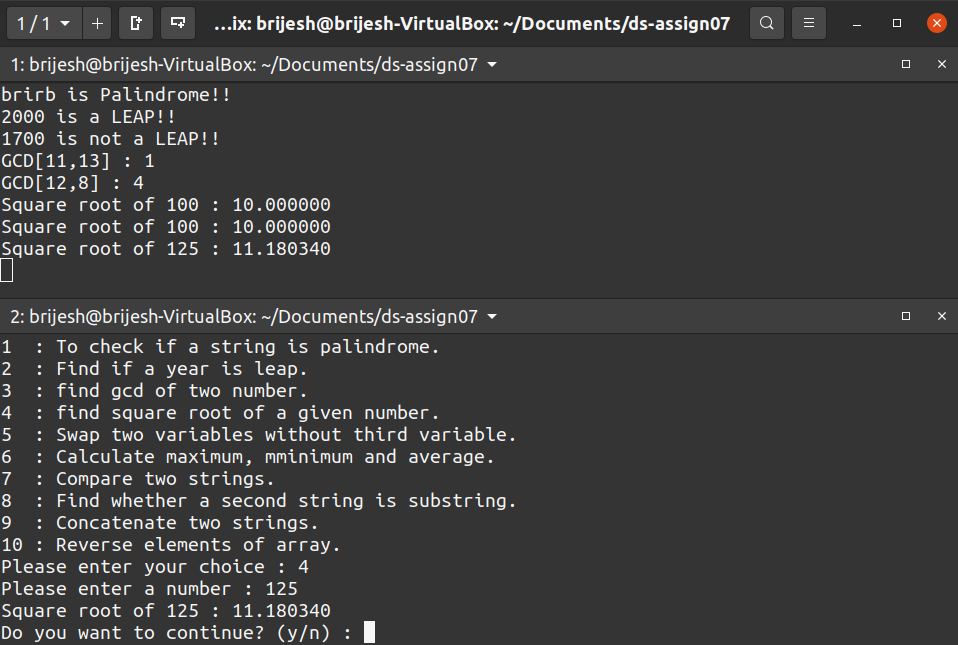 1 / 1
...ix: brijesh@brijesh-VirtualBox: ~/Documents/ds-assign07
1: brijesh@brijesh-VirtualBox: ~/Documents/ds-assign07
brirb is Palindrome!!
2000 is a LEAP!!
1700 is not a LEAP!!
GCD[11,13] : 1
GCD[12,8] : 4
Square root of 100 : 10.000000
Square root of 100 : 10.000000
Square root of 125 : 11.180340
2: brijesh@brijesh-VirtualBox: ~/Documents/ds-assign07
1  : To check if a string is palindrome.
2  : Find if a year is leap.
3  : find gcd of two number.
4  : find square root of a given number.
5  : Swap two variables without third variable.
6  : Calculate maximum, mminimum and average.
7  : Compare two strings.
8  : Find whether a second string is substring.
9  : Concatenate two strings.
10 : Reverse elements of array.
Please enter your choice : 4
Please enter a number : 125
Square root of 125 : 11.180340
Do you want to continue? (y/n) :